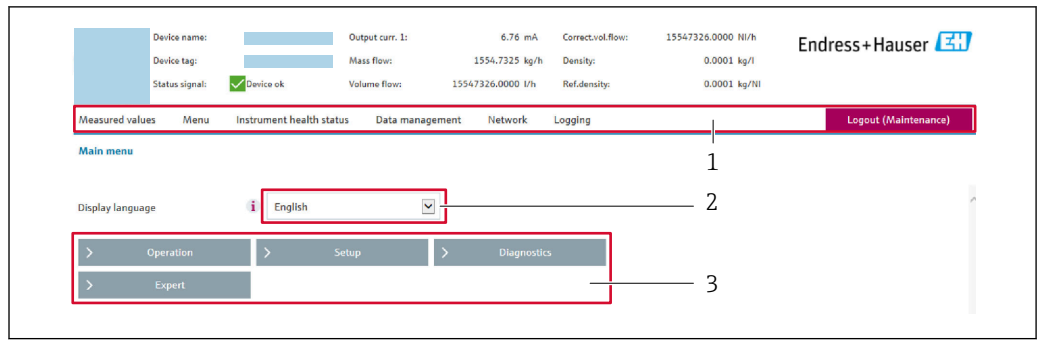 Device name: Output curr. 1: 6.76 mA Correct.vol.flow: 15547326.0000 Nl/h
Endress+Hauser EH
Device tag: Mass flow: 1554.7325 kg/h Density: 0.0001 kg/l
Status signal: Device ok Volume flow: 15547326.0000 l/h Ref.density: 0.0001 kg/Nl
Measured values Menu Instrument health status Data management Network Logging Logout (Maintenance)
1
Main menu
Display language i English 2
> Operation > Setup > Diagnostics
> Expert 3